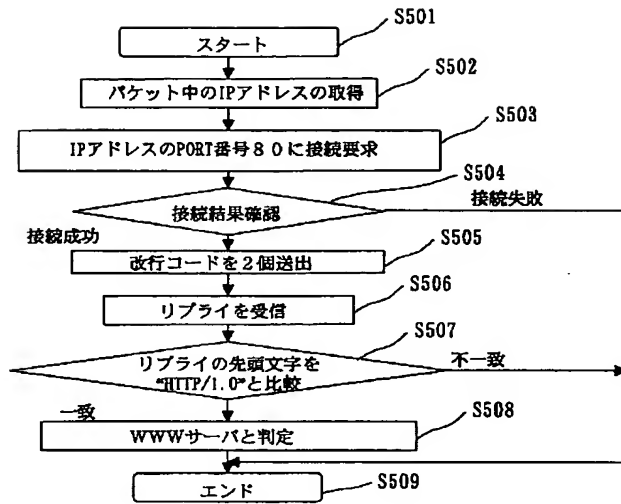 S501
スタート
S502
パケット中のIPアドレスの取得
S503
IPアドレスのPORT番号80に接続要求
S504
接続結果確認
接続失敗
接続成功
S505
改行コードを2個送出
S506
リプライを受信
S507
リプライの先頭文字を
“HTTP/1.0”と比較
不一致
一致
S508
WWWサーバと判定
S509
エンド